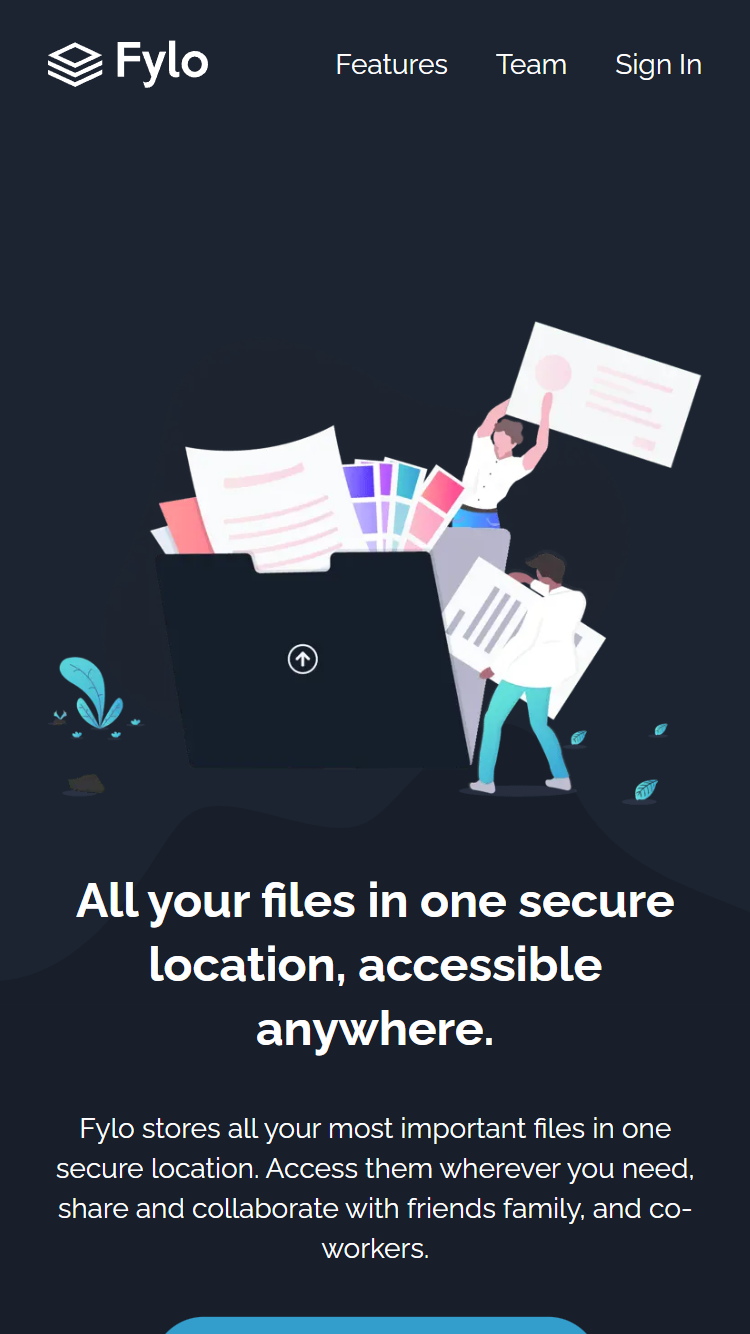 Fylo
Features
Team
Sign In
All your files in one secure
location, accessible
anywhere.
Fylo stores all your most important files in one
secure location. Access them wherever you need,
share and collaborate with friends family, and co-
workers.